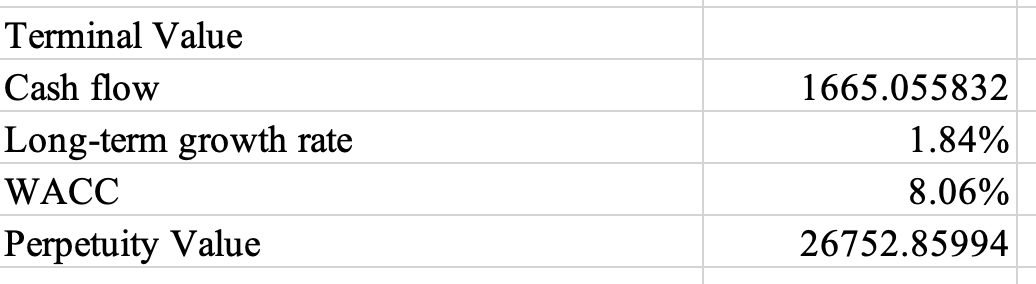 Terminal Value
Cash flow 1665.055832
Long-term growth rate 1.84%
WACC 8.06%
Perpetuity Value 26752.85994